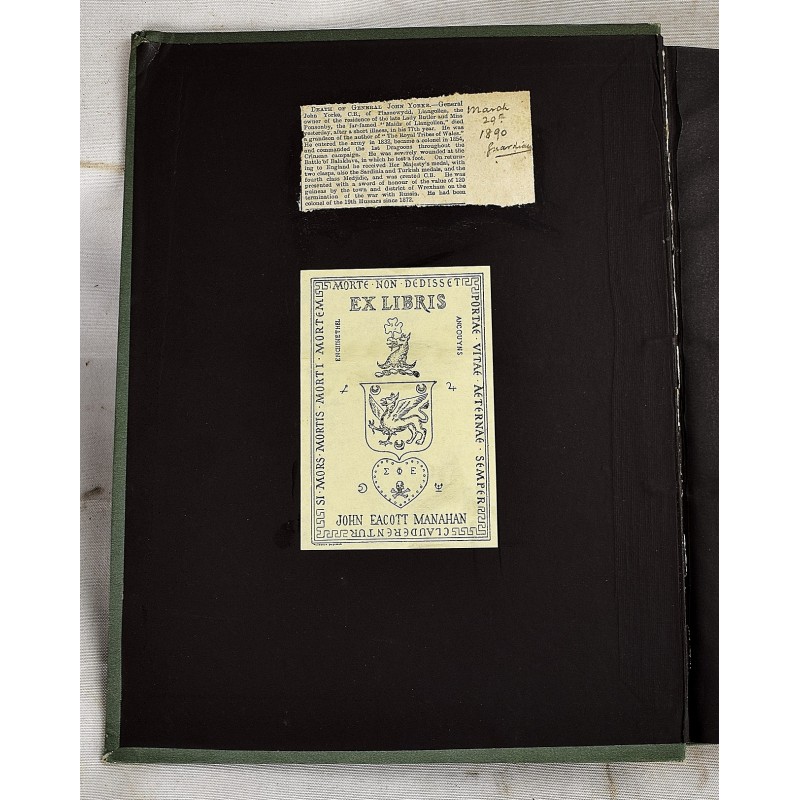 DEATH OF GENERAL JOHN YORKE.—General
John Yorke, C.B., of Plasnewydd, Llangollen, the
owner of the residence of the late Lady Butler and Miss
Ponsonby, the far-famed "Maids of Llangollen," died
yesterday, after a short illness, in his 77th year. He was
a grandson of the author of "The Royal Tribes of Wales."
He entered the army in 1832, became a colonel in 1854,
and commanded the 1st Dragoons throughout the
Crimean campaign. He was severely wounded at the
Battle of Balaklava, in which he lost a foot. On return-
ing to England he received Her Majesty's medal, with
two clasps, also the Sardinia and Turkish medals, and the
fourth class Medjidie, and was created C.B. He was
presented with a sword of honour of the value of 120
guineas by the town and district of Wrexham on the
termination of the war with Russia. He had been
colonel of the 19th Hussars since 1872.
March
29th
1890
Guardian
SI · MORS · MORTIS · MORTI · MORTEM
MORTE · NON · DEDISSET
PORTAE · VITAE · AETERNAE · SEMPER
CLAUDERENTUR
EX LIBRIS
ANCOUYNS
Σ Φ Ε
JOHN EACOTT MANAHAN